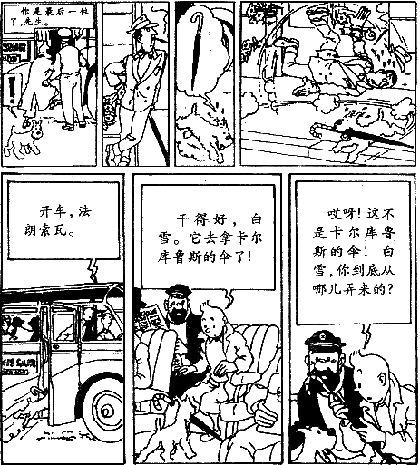 你是最后一位
了,先生。
开车,法
朗索瓦。
干得好,白
雪。它去拿卡尔
库鲁斯的伞了!
哎呀!这不
是卡尔库鲁
斯的伞!白
雪,你到底从
哪儿弄来的?